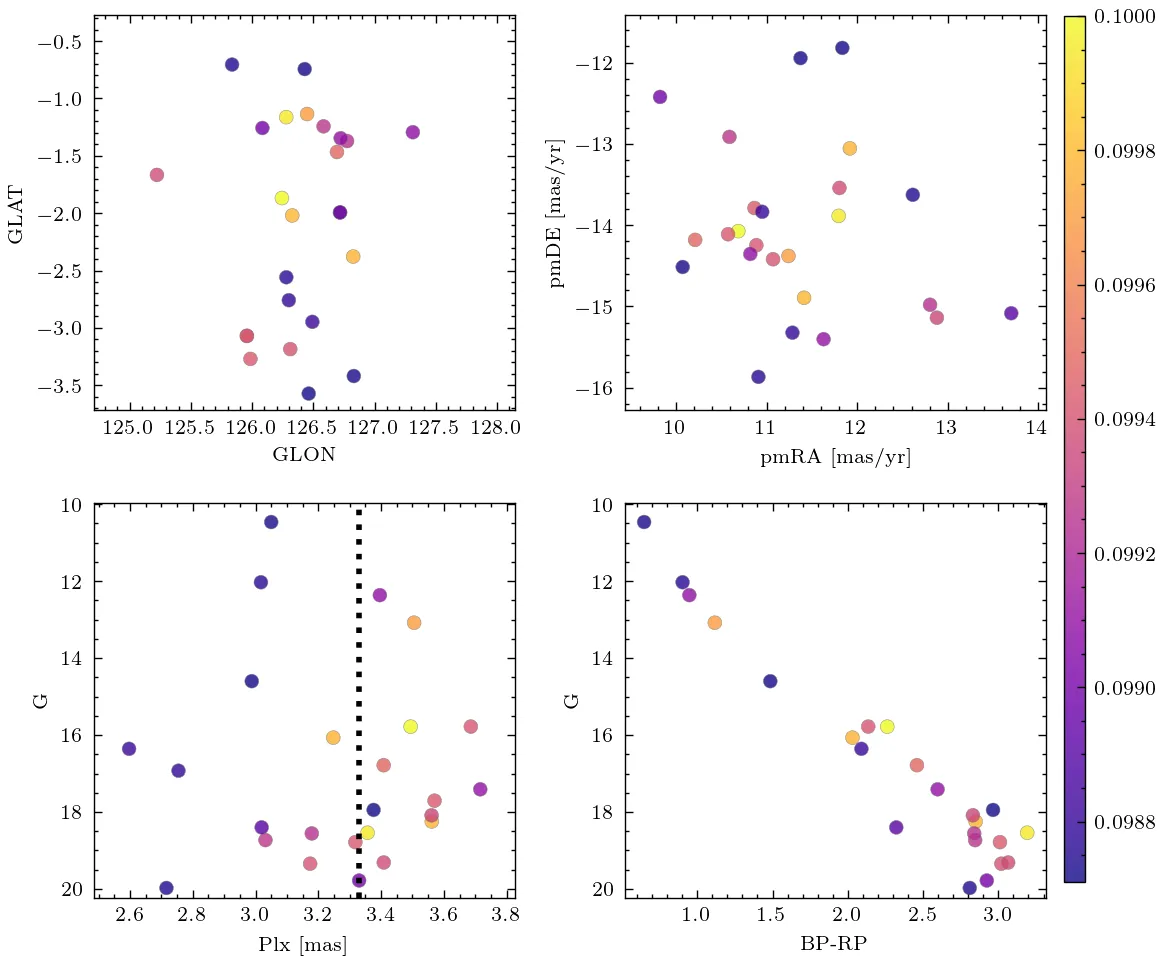 −0.5
−1.0
−1.5
−2.0
−2.5
−3.0
−3.5
GLAT
125.0 125.5 126.0 126.5 127.0 127.5 128.0
GLON
−12
−13
−14
−15
−16
pmDE [mas/yr]
10 11 12 13 14
pmRA [mas/yr]
0.1000
0.0998
0.0996
0.0994
0.0992
0.0990
0.0988
10
12
14
16
18
20
G
2.6 2.8 3.0 3.2 3.4 3.6 3.8
Plx [mas]
10
12
14
16
18
20
G
1.0 1.5 2.0 2.5 3.0
BP-RP